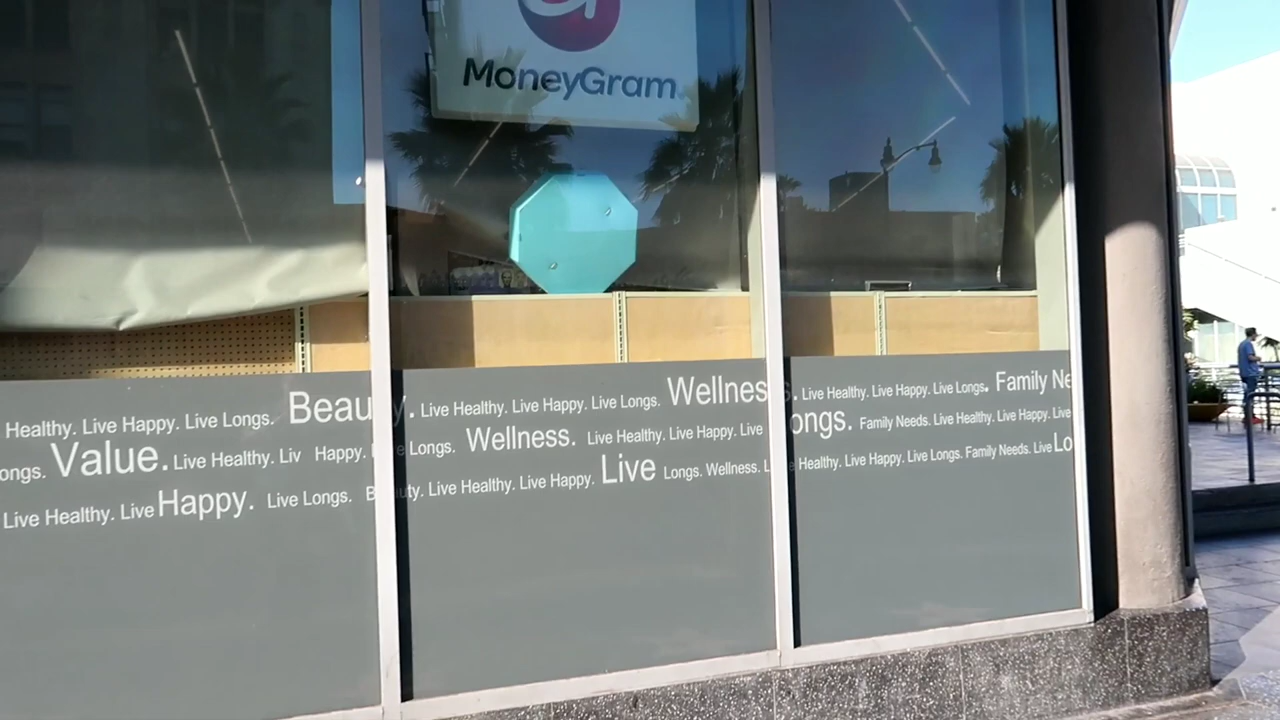 MoneyGram
Healthy. Live Happy. Live Longs. Beau y. Live Healthy. Live Happy. Live Longs. Wellness. Live Healthy. Live Happy. Live Longs. Family Ne
ongs. Value. Live Healthy. Liv Happy. Longs. Wellness. Live Healthy. Live Happy. Live ongs. Family Needs. Live Healthy. Live Happy. Live
Live Healthy. Live Happy. Live Longs. B uty. Live Healthy. Live Happy. Live Longs. Wellness. L e Healthy. Live Happy. Live Longs. Family Needs. Live Lo